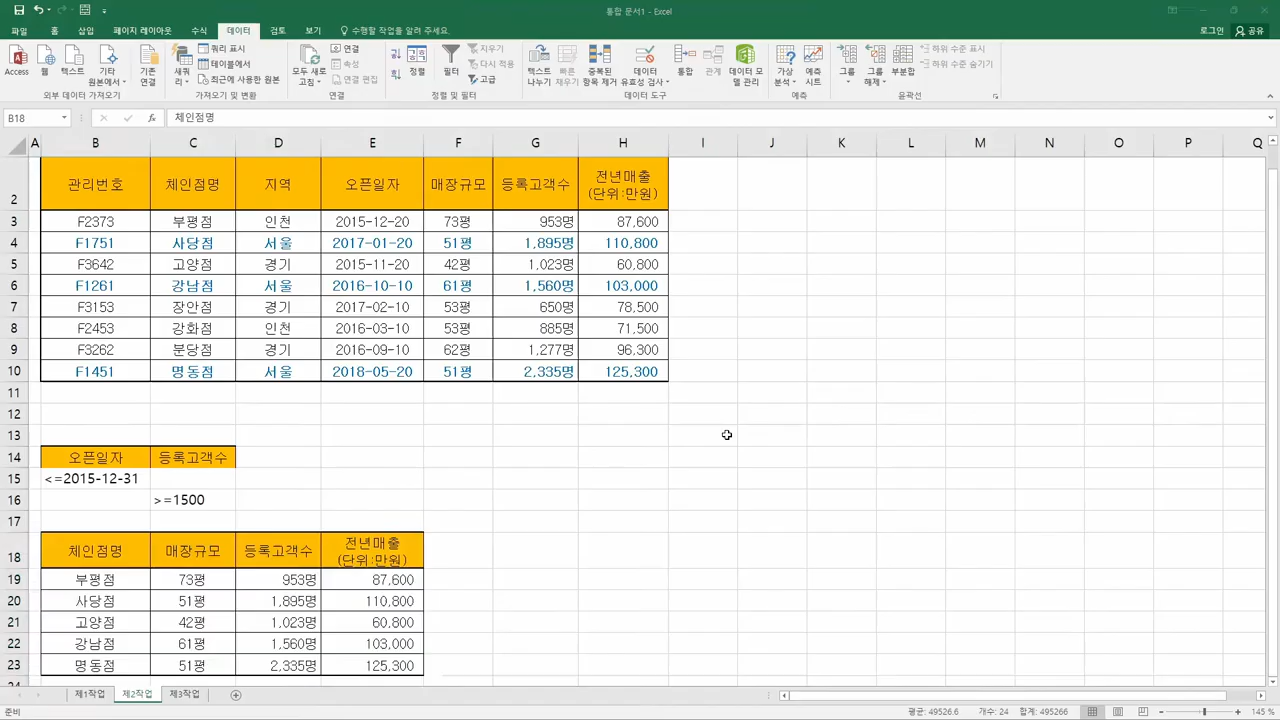 통합 문서1 - Excel
파일 홈 삽입 페이지 레이아웃 수식 데이터 검토 보기 수행할 작업을 알려 주세요. 로그인 공유
Access 웹 텍스트 기타 원본에서 기존 연결 새 쿼리 쿼리 표시 테이블에서 최근에 사용한 원본 모두 새로 고침 연결 속성 연결 편집 정렬 필터 지우기 다시 적용 고급 텍스트 나누기 빠른 채우기 중복된 항목 제거 데이터 유효성 검사 통합 관계 데이터 모델 관리 가상 분석 예측 시트 그룹 그룹 해제 부분합 하위 수준 표시 하위 수준 숨기기
외부 데이터 가져오기 가져오기 및 변환 연결 정렬 및 필터 데이터 도구 예측 윤곽선
B18 fx 체인점명
A B C D E F G H I J K L M N O P Q
2 관리번호 체인점명 지역 오픈일자 매장규모 등록고객수 전년매출
(단위:만원)
3 F2373 부평점 인천 2015-12-20 73평 953명 87,600
4 F1751 사당점 서울 2017-01-20 51평 1,895명 110,800
5 F3642 고양점 경기 2015-11-20 42평 1,023명 60,800
6 F1261 강남점 서울 2016-10-10 61평 1,560명 103,000
7 F3153 장안점 경기 2017-02-10 53평 650명 78,500
8 F2453 강화점 인천 2016-03-10 53평 885명 71,500
9 F3262 분당점 경기 2016-09-10 62평 1,277명 96,300
10 F1451 명동점 서울 2018-05-20 51평 2,335명 125,300
11
12
13
14 오픈일자 등록고객수
15 <=2015-12-31
16 >=1500
17
18 체인점명 매장규모 등록고객수 전년매출
(단위:만원)
19 부평점 73평 953명 87,600
20 사당점 51평 1,895명 110,800
21 고양점 42평 1,023명 60,800
22 강남점 61평 1,560명 103,000
23 명동점 51평 2,335명 125,300
제1작업 제2작업 제3작업
준비 평균: 49526.6 개수: 24 합계: 495266 145 %